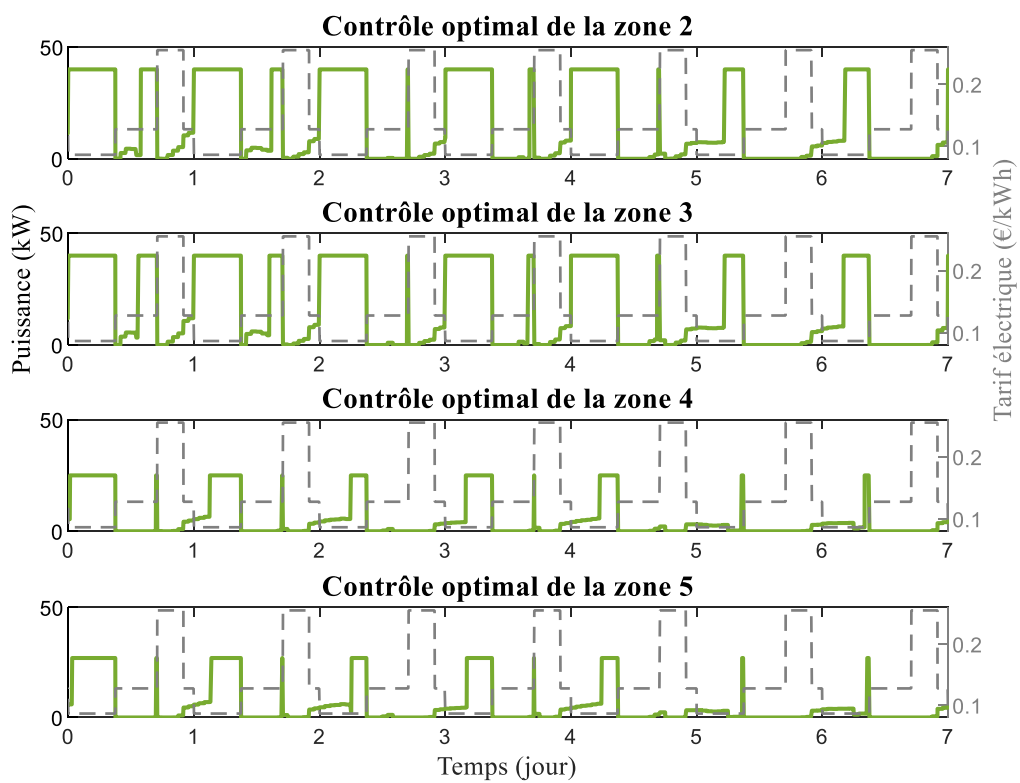 Contrôle optimal de la zone 2
50
0
0.2
0.1
0 1 2 3 4 5 6 7
Contrôle optimal de la zone 3
50
0
0.2
0.1
0 1 2 3 4 5 6 7
Puissance (kW)
Tarif électrique (€/kWh)
Contrôle optimal de la zone 4
50
0
0.2
0.1
0 1 2 3 4 5 6 7
Contrôle optimal de la zone 5
50
0
0.2
0.1
0 1 2 3 4 5 6 7
Temps (jour)